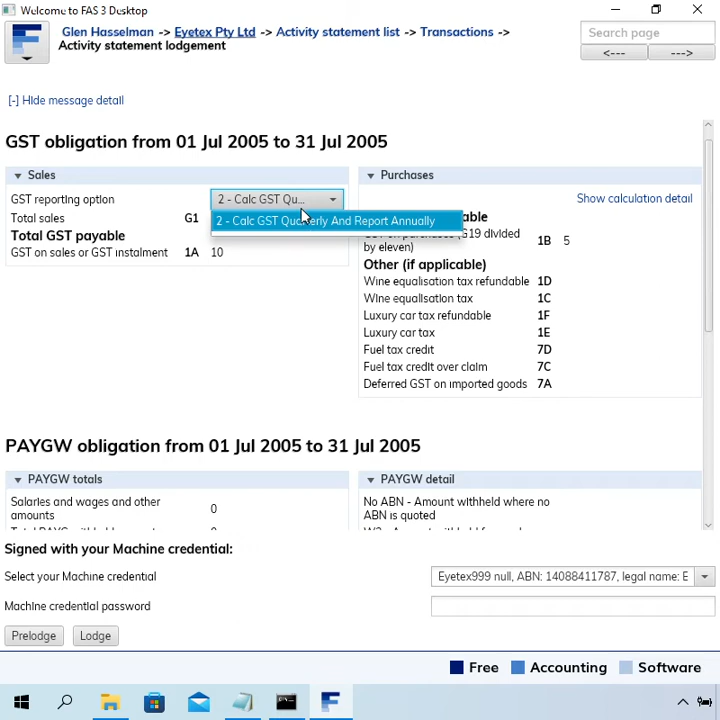 Welcome to FAS 3 Desktop
Glen Hasselman -> Eyetex Pty Ltd -> Activity statement list -> Transactions ->
Activity statement lodgement
Search page
<---
--->
[-] Hide message detail
GST obligation from 01 Jul 2005 to 31 Jul 2005
Sales
GST reporting option
2 - Calc GST Qu...
2 - Calc GST Quarterly And Report Annually
Total sales G1
Total GST payable
GST on sales or GST instalment 1A 10
Purchases
Show calculation detail
GST on purchases (G19 divided
by eleven) 1B 5
Other (if applicable)
Wine equalisation tax refundable 1D
Wine equalisation tax 1C
Luxury car tax refundable 1F
Luxury car tax 1E
Fuel tax credit 7D
Fuel tax credit over claim 7C
Deferred GST on imported goods 7A
PAYGW obligation from 01 Jul 2005 to 31 Jul 2005
PAYGW totals
Salaries and wages and other
amounts 0
PAYGW detail
No ABN - Amount withheld where no
ABN is quoted
Signed with your Machine credential:
Select your Machine credential
Eyetex999 null, ABN: 14088411787, legal name: E
Machine credential password
Prelodge
Lodge
Free Accounting Software